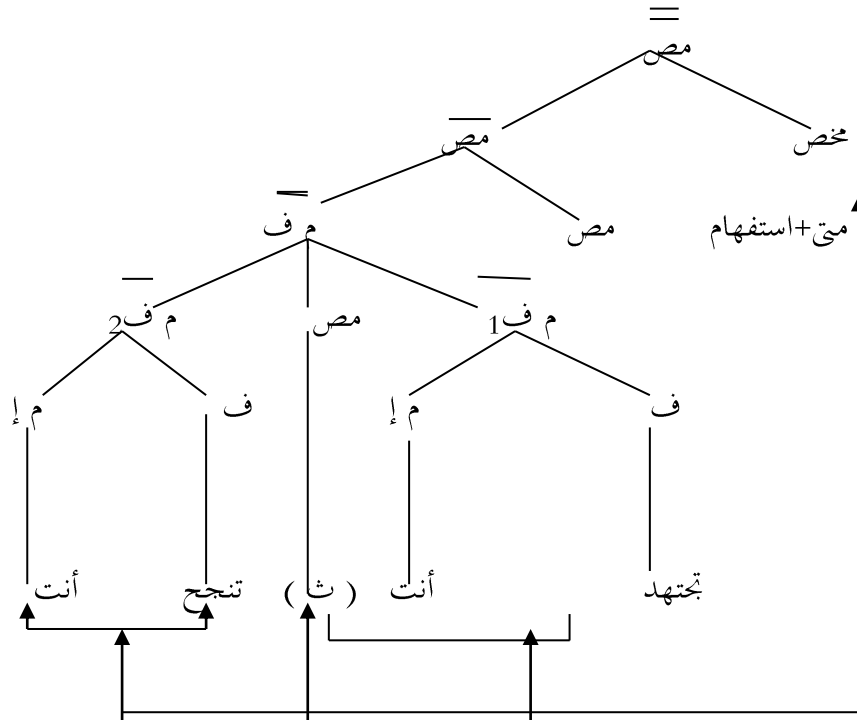 مص
مص مخص
م ف مص متى+استفهام
م ف1 مص م ف2
ف م إ ف م إ
تجتهد أنت ( ث ) تنجح أنت